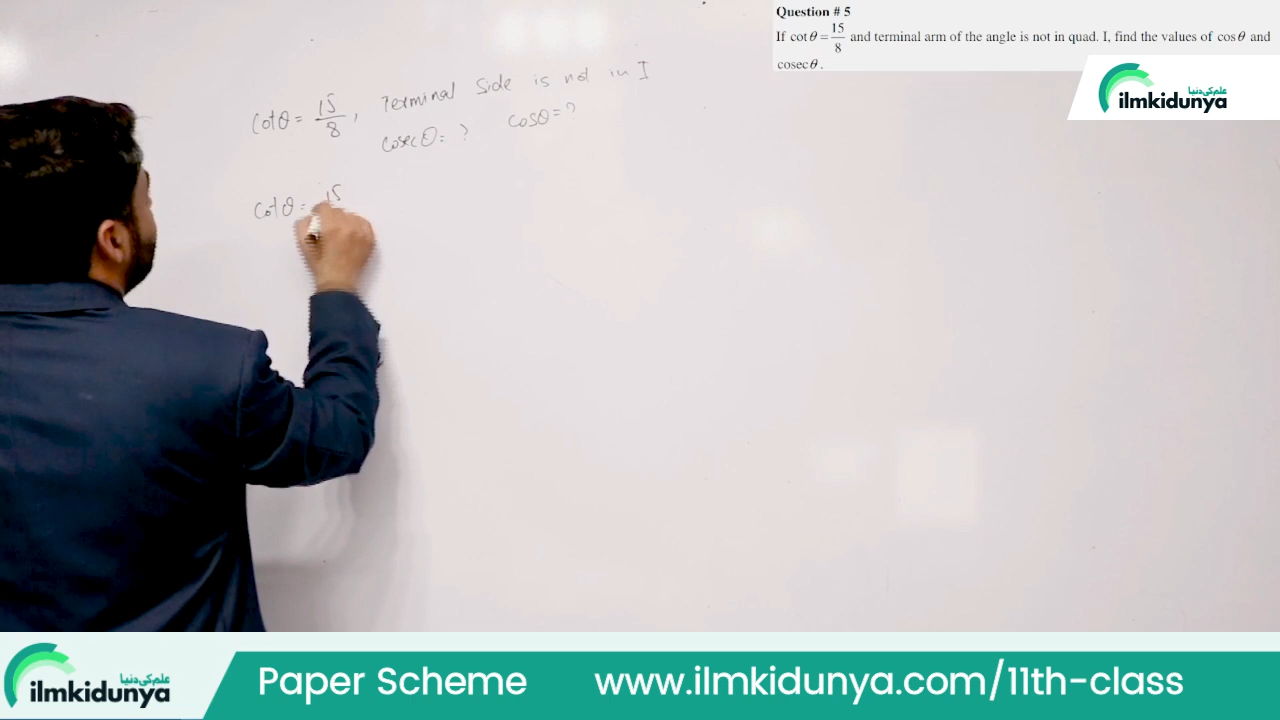 Question # 5
If cot θ = 15/8 and terminal arm of the angle is not in quad. I, find the values of cos θ and
cosec θ .
علم کی دنیا
ilmkidunya
cotθ = 15/8 , Terminal Side is not in I
cosecθ = ? cosθ = ?
cotθ = 15
علم کی دنیا
ilmkidunya
Paper Scheme www.ilmkidunya.com/11th-class